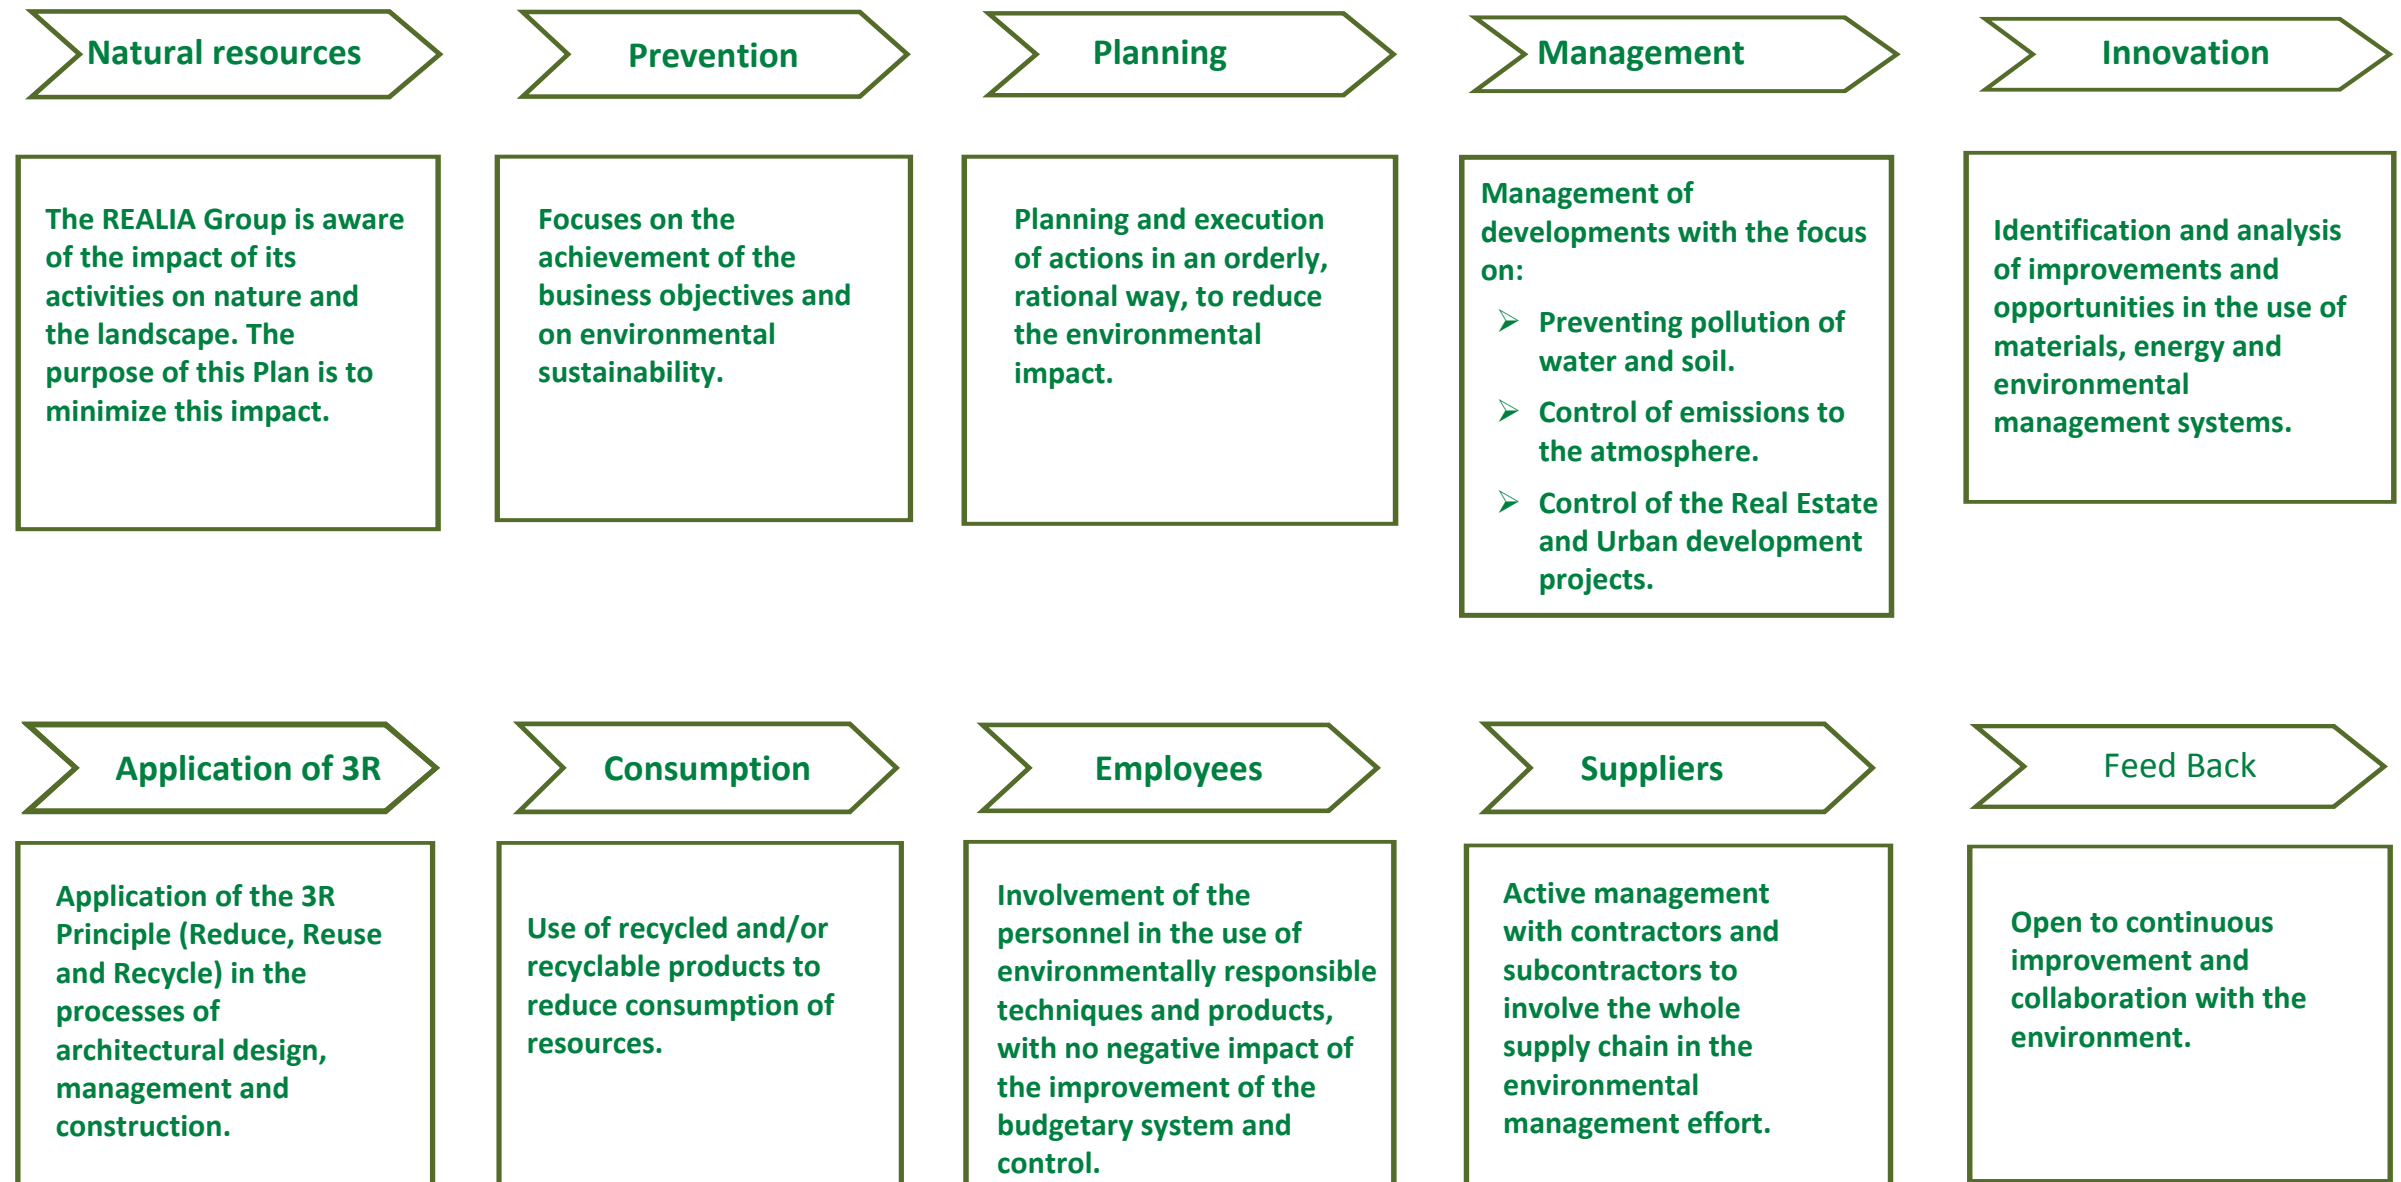 Natural resources
Prevention
Planning
Management
Innovation
The REALIA Group is aware
of the impact of its
activities on nature and
the landscape. The
purpose of this Plan is to
minimize this impact.
Focuses on the
achievement of the
business objectives and
on environmental
sustainability.
Planning and execution
of actions in an orderly,
rational way, to reduce
the environmental
impact.
Management of
developments with the focus
on:
➢ Preventing pollution of
water and soil.
➢ Control of emissions to
the atmosphere.
➢ Control of the Real Estate
and Urban development
projects.
Identification and analysis
of improvements and
opportunities in the use of
materials, energy and
environmental
management systems.
Application of 3R
Consumption
Employees
Suppliers
Feed Back
Application of the 3R
Principle (Reduce, Reuse
and Recycle) in the
processes of
architectural design,
management and
construction.
Use of recycled and/or
recyclable products to
reduce consumption of
resources.
Involvement of the
personnel in the use of
environmentally responsible
techniques and products,
with no negative impact of
the improvement of the
budgetary system and
control.
Active management
with contractors and
subcontractors to
involve the whole
supply chain in the
environmental
management effort.
Open to continuous
improvement and
collaboration with the
environment.